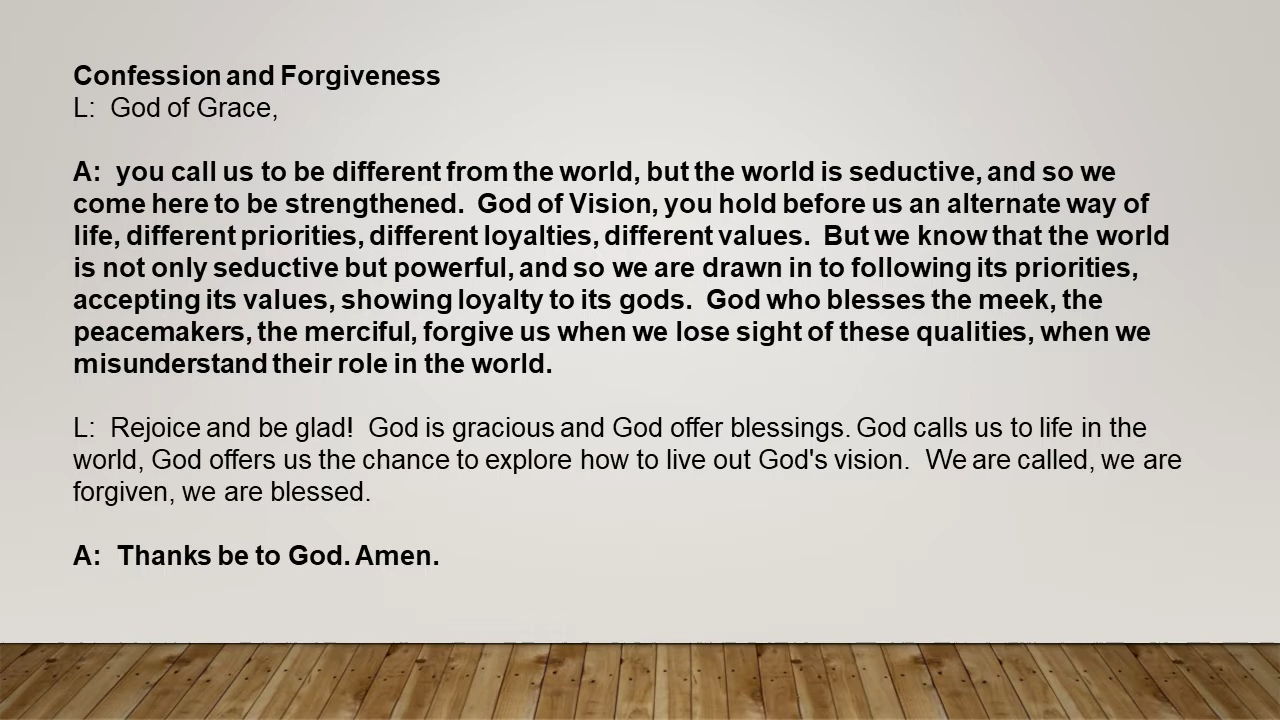 Confession and Forgiveness
L:  God of Grace,
A:  you call us to be different from the world, but the world is seductive, and so we
come here to be strengthened.  God of Vision, you hold before us an alternate way of
life, different priorities, different loyalties, different values.  But we know that the world
is not only seductive but powerful, and so we are drawn in to following its priorities,
accepting its values, showing loyalty to its gods.  God who blesses the meek, the
peacemakers, the merciful, forgive us when we lose sight of these qualities, when we
misunderstand their role in the world.
L:  Rejoice and be glad!  God is gracious and God offer blessings. God calls us to life in the
world, God offers us the chance to explore how to live out God's vision.  We are called, we are
forgiven, we are blessed.
A:  Thanks be to God. Amen.